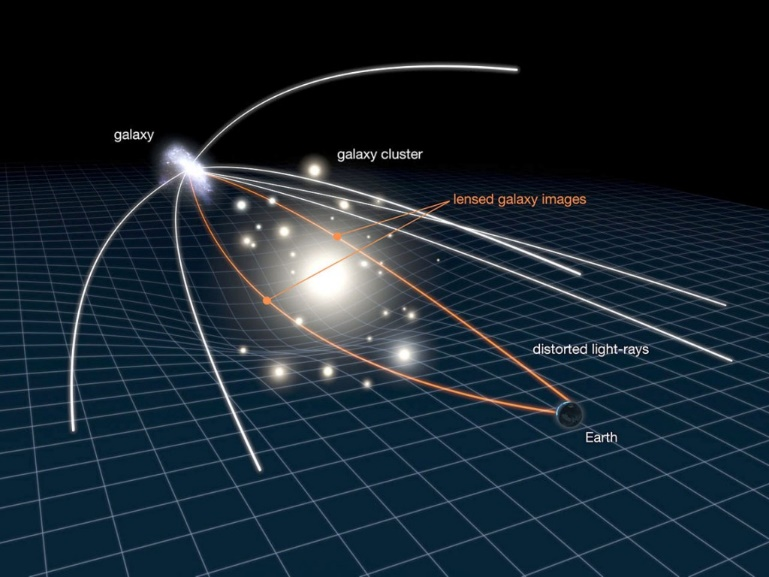 galaxy
galaxy cluster
lensed galaxy images
distorted light-rays
Earth